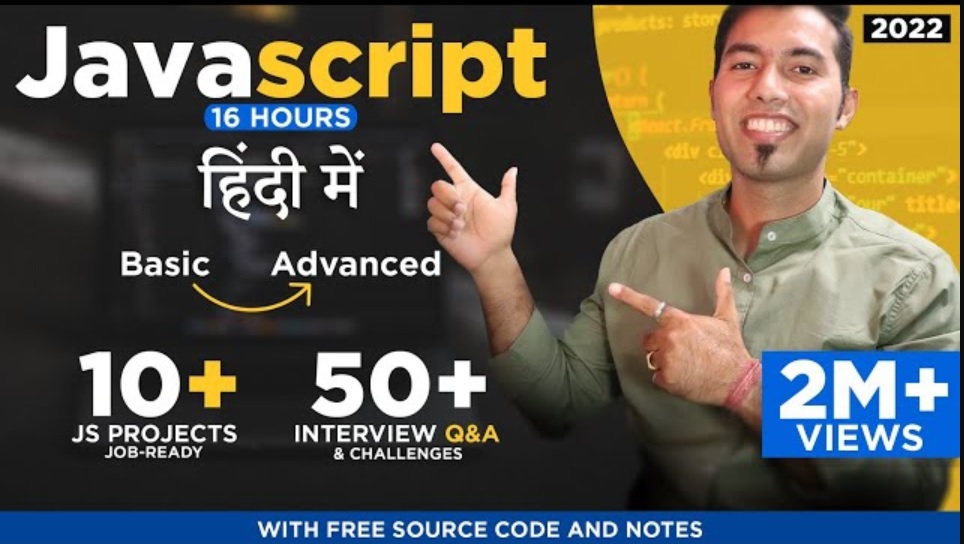 Javascript
2022
16 HOURS
हिंदी में
Basic Advanced
10+ 50+
JS PROJECTS INTERVIEW Q&A
JOB-READY & CHALLENGES
2M+
VIEWS
WITH FREE SOURCE CODE AND NOTES